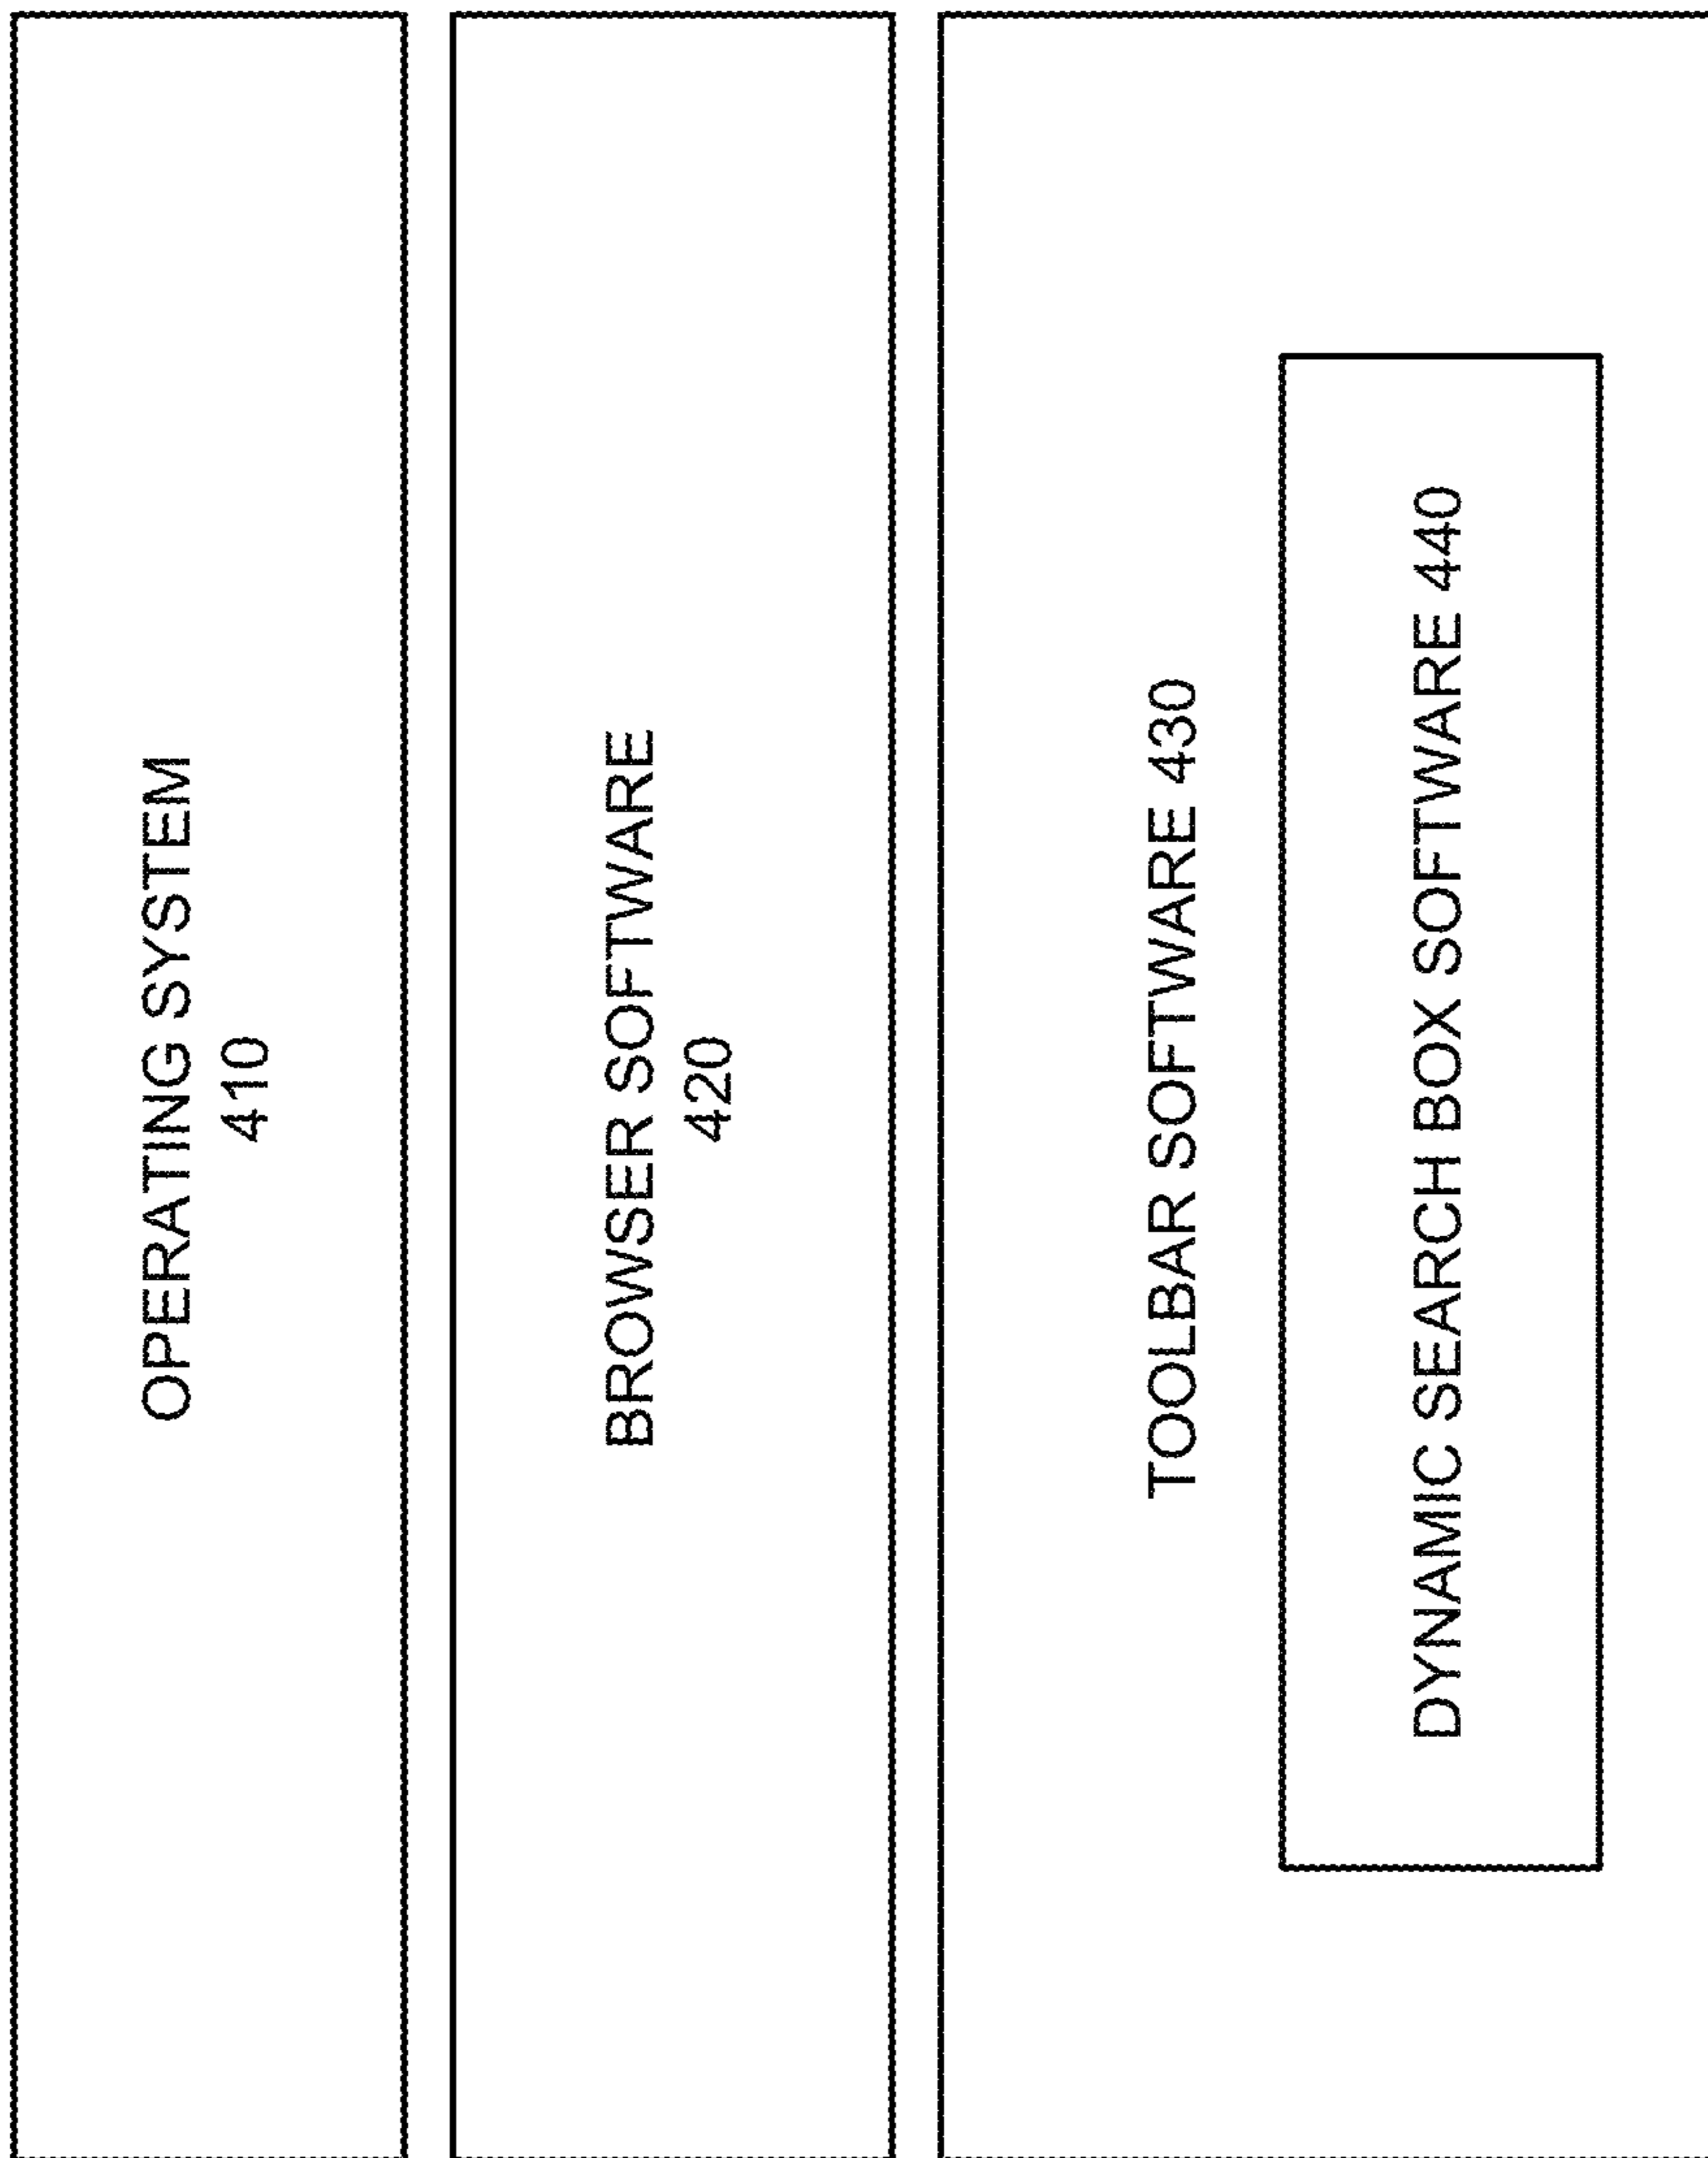 OPERATING SYSTEM
410
BROWSER SOFTWARE
420
TOOLBAR SOFTWARE 430
DYNAMIC SEARCH BOX SOFTWARE 440